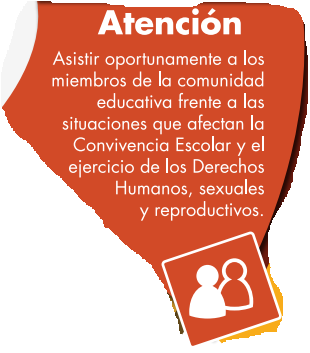 Atención
Asistir oportunamente a los
miembros de la comunidad
educativa frente a las
situaciones que afectan la
Convivencia Escolar y el
ejercicio de los Derechos
Humanos, sexuales
y reproductivos.